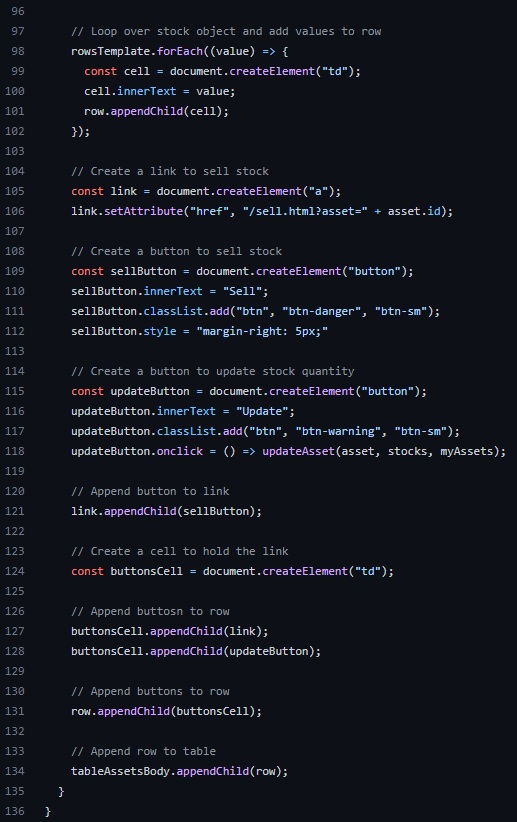 96
97 // Loop over stock object and add values to row
98 rowsTemplate.forEach((value) => {
99 const cell = document.createElement("td");
100 cell.innerText = value;
101 row.appendChild(cell);
102 });
103
104 // Create a link to sell stock
105 const link = document.createElement("a");
106 link.setAttribute("href", "/sell.html?asset=" + asset.id);
107
108 // Create a button to sell stock
109 const sellButton = document.createElement("button");
110 sellButton.innerText = "Sell";
111 sellButton.classList.add("btn", "btn-danger", "btn-sm");
112 sellButton.style = "margin-right: 5px;"
113
114 // Create a button to update stock quantity
115 const updateButton = document.createElement("button");
116 updateButton.innerText = "Update";
117 updateButton.classList.add("btn", "btn-warning", "btn-sm");
118 updateButton.onclick = () => updateAsset(asset, stocks, myAssets);
119
120 // Append button to link
121 link.appendChild(sellButton);
122
123 // Create a cell to hold the link
124 const buttonsCell = document.createElement("td");
125
126 // Append buttosn to row
127 buttonsCell.appendChild(link);
128 buttonsCell.appendChild(updateButton);
129
130 // Append buttons to row
131 row.appendChild(buttonsCell);
132
133 // Append row to table
134 tableAssetsBody.appendChild(row);
135 }
136 }